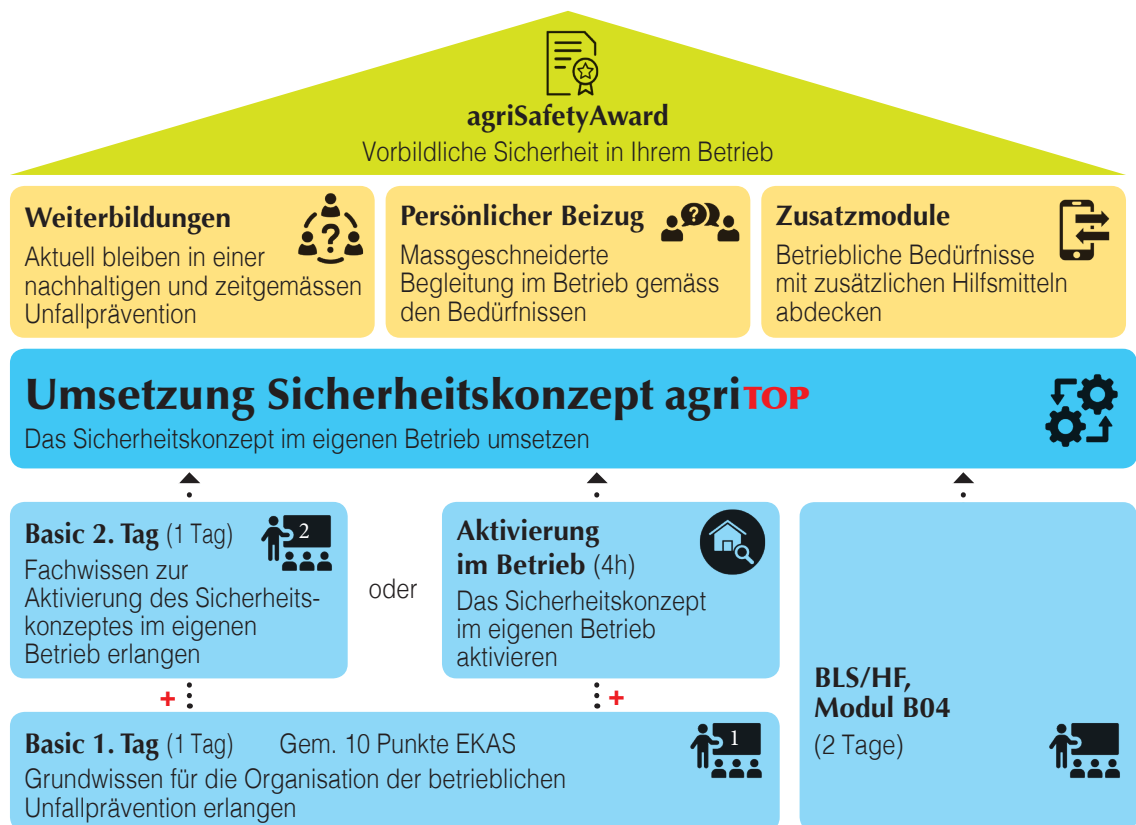 agriSafetyAward
Vorbildliche Sicherheit in Ihrem Betrieb
Weiterbildungen
Aktuell bleiben in einer
nachhaltigen und zeitgemässen
Unfallprävention
Persönlicher Beizug
Massgeschneiderte
Begleitung im Betrieb gemäss
den Bedürfnissen
Zusatzmodule
Betriebliche Bedürfnisse
mit zusätzlichen Hilfsmitteln
abdecken
Umsetzung Sicherheitskonzept agriTOP
Das Sicherheitskonzept im eigenen Betrieb umsetzen
Basic 2. Tag (1 Tag)
2
Fachwissen zur
Aktivierung des Sicherheits-
konzeptes im eigenen
Betrieb erlangen
oder
Aktivierung
im Betrieb (4h)
Das Sicherheitskonzept
im eigenen Betrieb
aktivieren
+
+
Basic 1. Tag (1 Tag) Gem. 10 Punkte EKAS
1
Grundwissen für die Organisation der betrieblichen
Unfallprävention erlangen
BLS/HF,
Modul B04
(2 Tage)